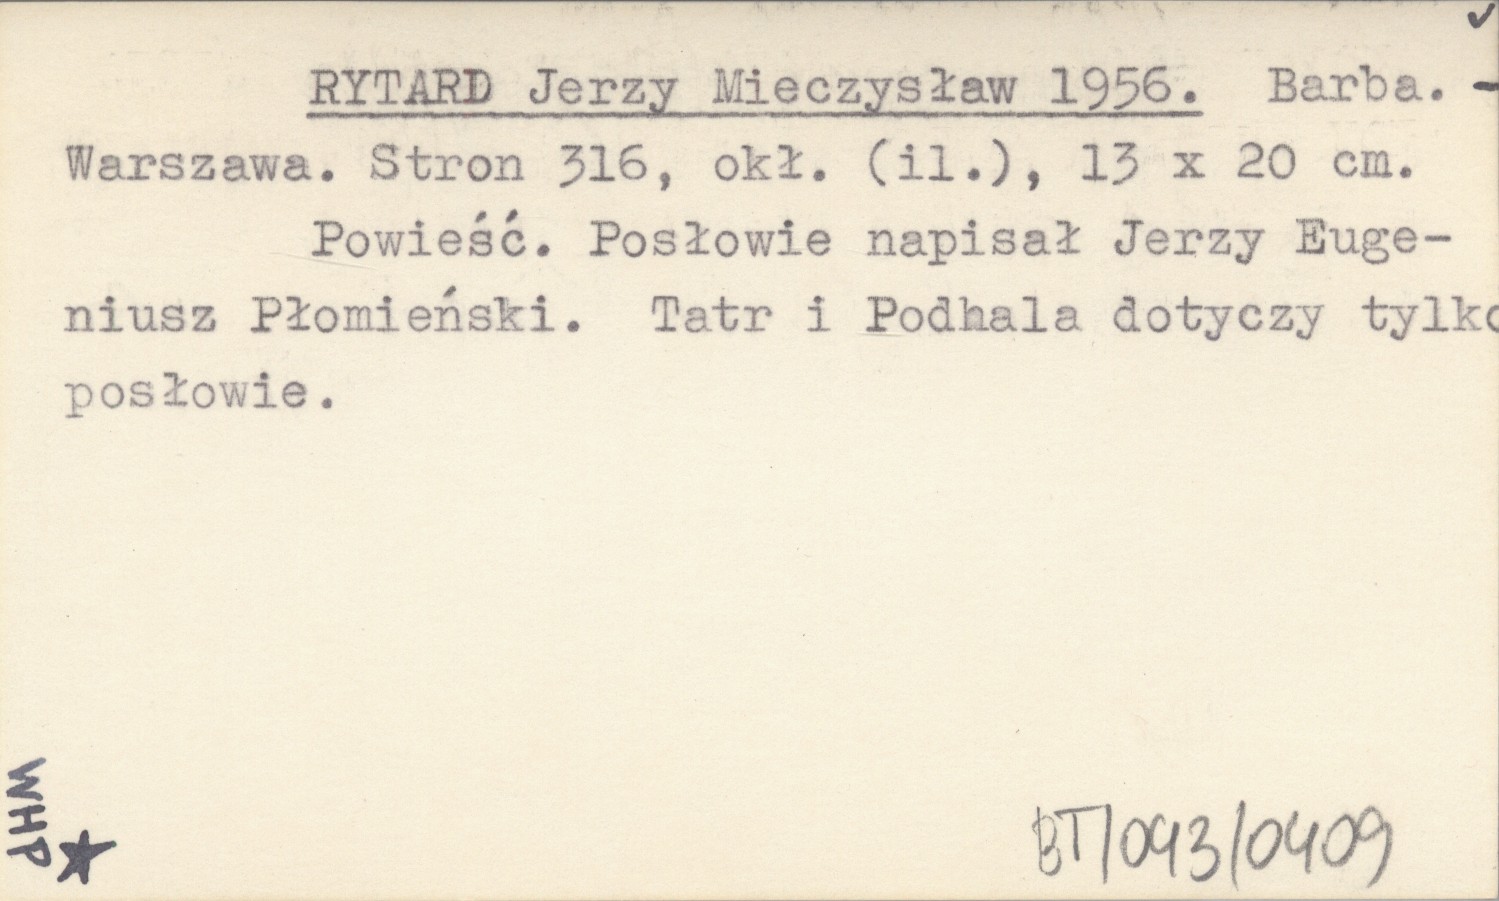 RYTARD Jerzy Mieczysław 1956. Barba. -
Warszawa. Stron 316, okł. (il.), 13 x 20 cm.
Powieść. Posłowie napisał Jerzy Euge-
niusz Płomieński. Tatr i Podhala dotyczy tylko
posłowie.
WHP
BT/043/0409